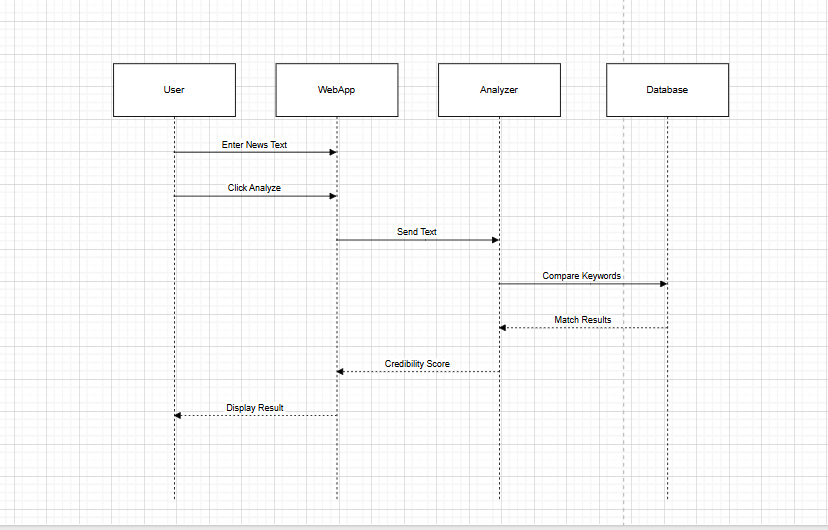 User
WebApp
Analyzer
Database
Enter News Text
Click Analyze
Send Text
Compare Keywords
Match Results
Credibility Score
Display Result